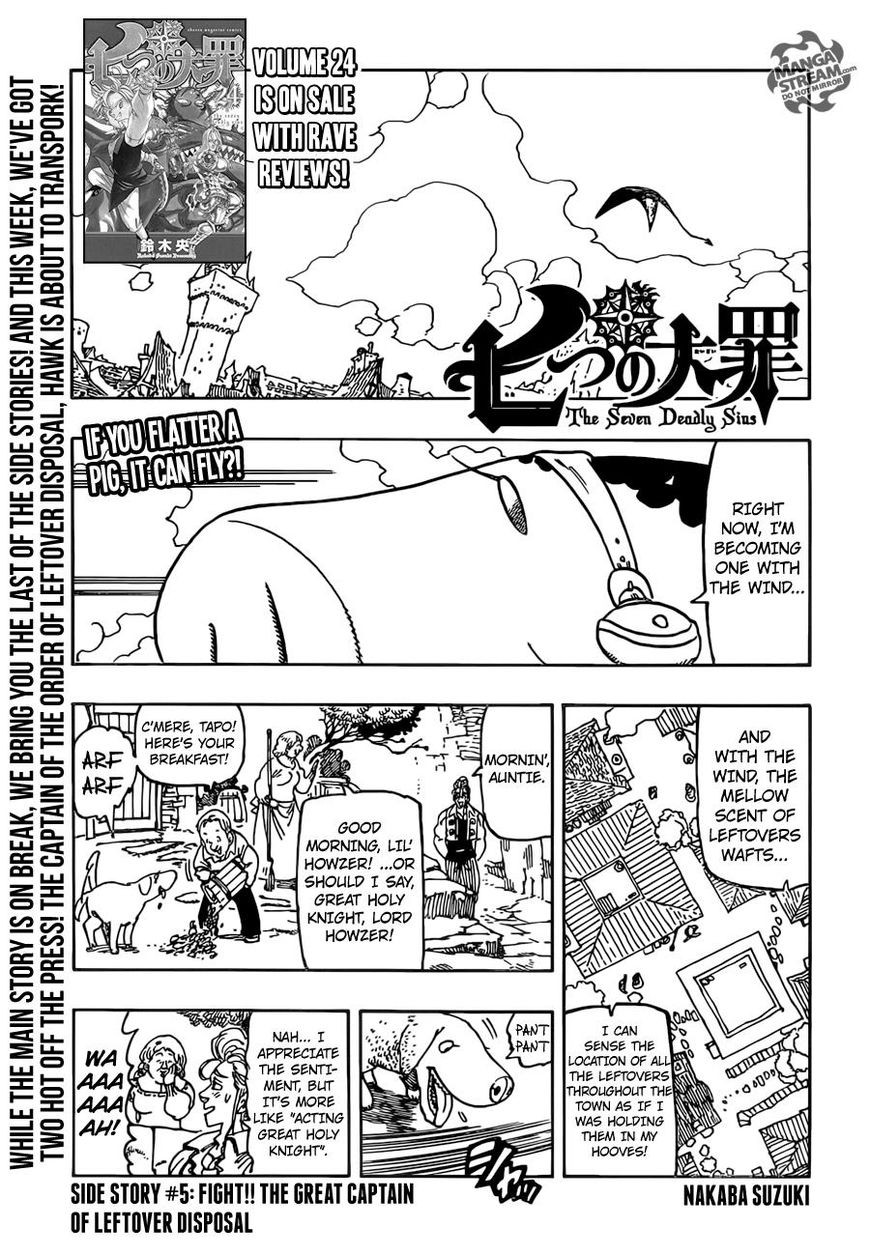 WHILE THE MAIN STORY IS ON BREAK, WE BRING YOU THE LAST OF THE SIDE STORIES! AND THIS WEEK, WE'VE GOT
TWO HOT OFF THE PRESS! THE CAPTAIN OF THE ORDER OF LEFTOVER DISPOSAL, HAWK IS ABOUT TO TRANSPORK!
七つの大罪
鈴木央
VOLUME 24
IS ON SALE
WITH RAVE
REVIEWS!
MANGA
STREAM.com
DO NOT MIRROR
七つの大罪
The Seven Deadly Sins
IF YOU FLATTER A
PIG, IT CAN FLY?!
RIGHT
NOW, I'M
BECOMING
ONE WITH
THE WIND...
AND
WITH THE
WIND, THE
MELLOW
SCENT OF
LEFTOVERS
WAFTS...
I CAN
SENSE THE
LOCATION OF ALL
THE LEFTOVERS
THROUGHOUT THE
TOWN AS IF I
WAS HOLDING
THEM IN MY
HOOVES!
MORNIN',
AUNTIE.
GOOD
MORNING, LIL'
HOWZER! ...OR
SHOULD I SAY,
GREAT HOLY
KNIGHT, LORD
HOWZER!
C'MERE, TAPO!
HERE'S YOUR
BREAKFAST!
ARF
ARF
PANT
PANT
NAH... I
APPRECIATE
THE SENTI-
MENT, BUT
IT'S MORE
LIKE "ACTING
GREAT HOLY
KNIGHT".
WA
AAAA
AAA
AH!
SIDE STORY #5: FIGHT!! THE GREAT CAPTAIN
OF LEFTOVER DISPOSAL
NAKABA SUZUKI